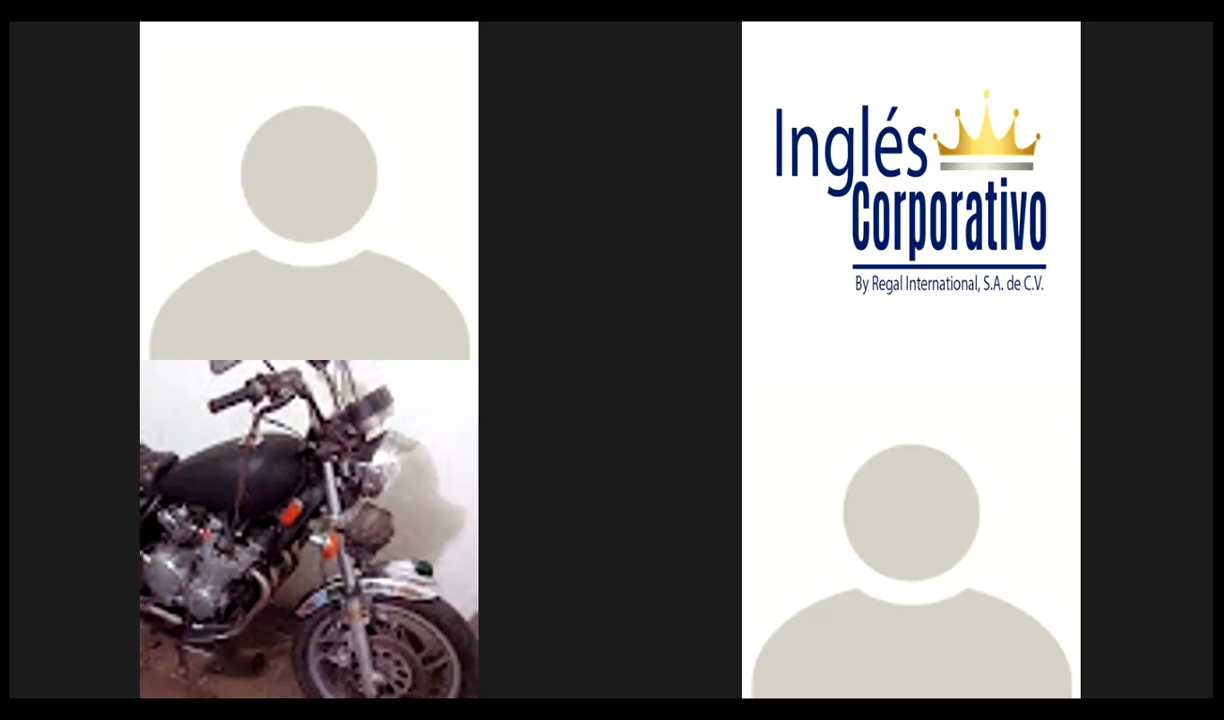 Inglés
Corporativo
By Regal International, S.A. de C.V.